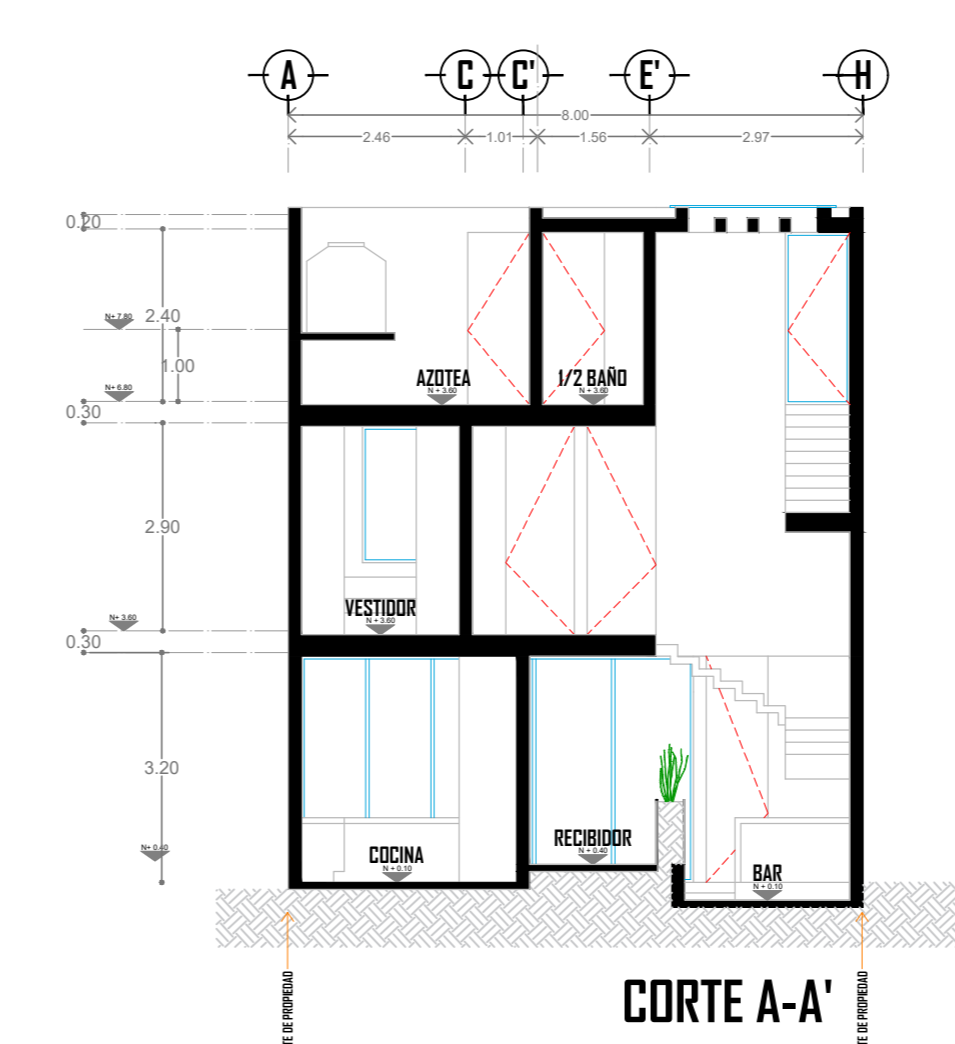 A C C' E' H
8.00
2.46 1.01 1.56 2.97
0.20
N+ 7.80
2.40
1.00
N+ 6.80
0.30
AZOTEA
N + 3.60
1/2 BAÑO
N + 3.60
2.90
VESTIDOR
N + 3.60
N+ 3.60
0.30
3.20
N+ 0.40
COCINA
N + 0.10
RECIBIDOR
N + 0.40
BAR
N + 0.10
TE DE PROPIEDAD
TE DE PROPIEDAD
CORTE A-A'